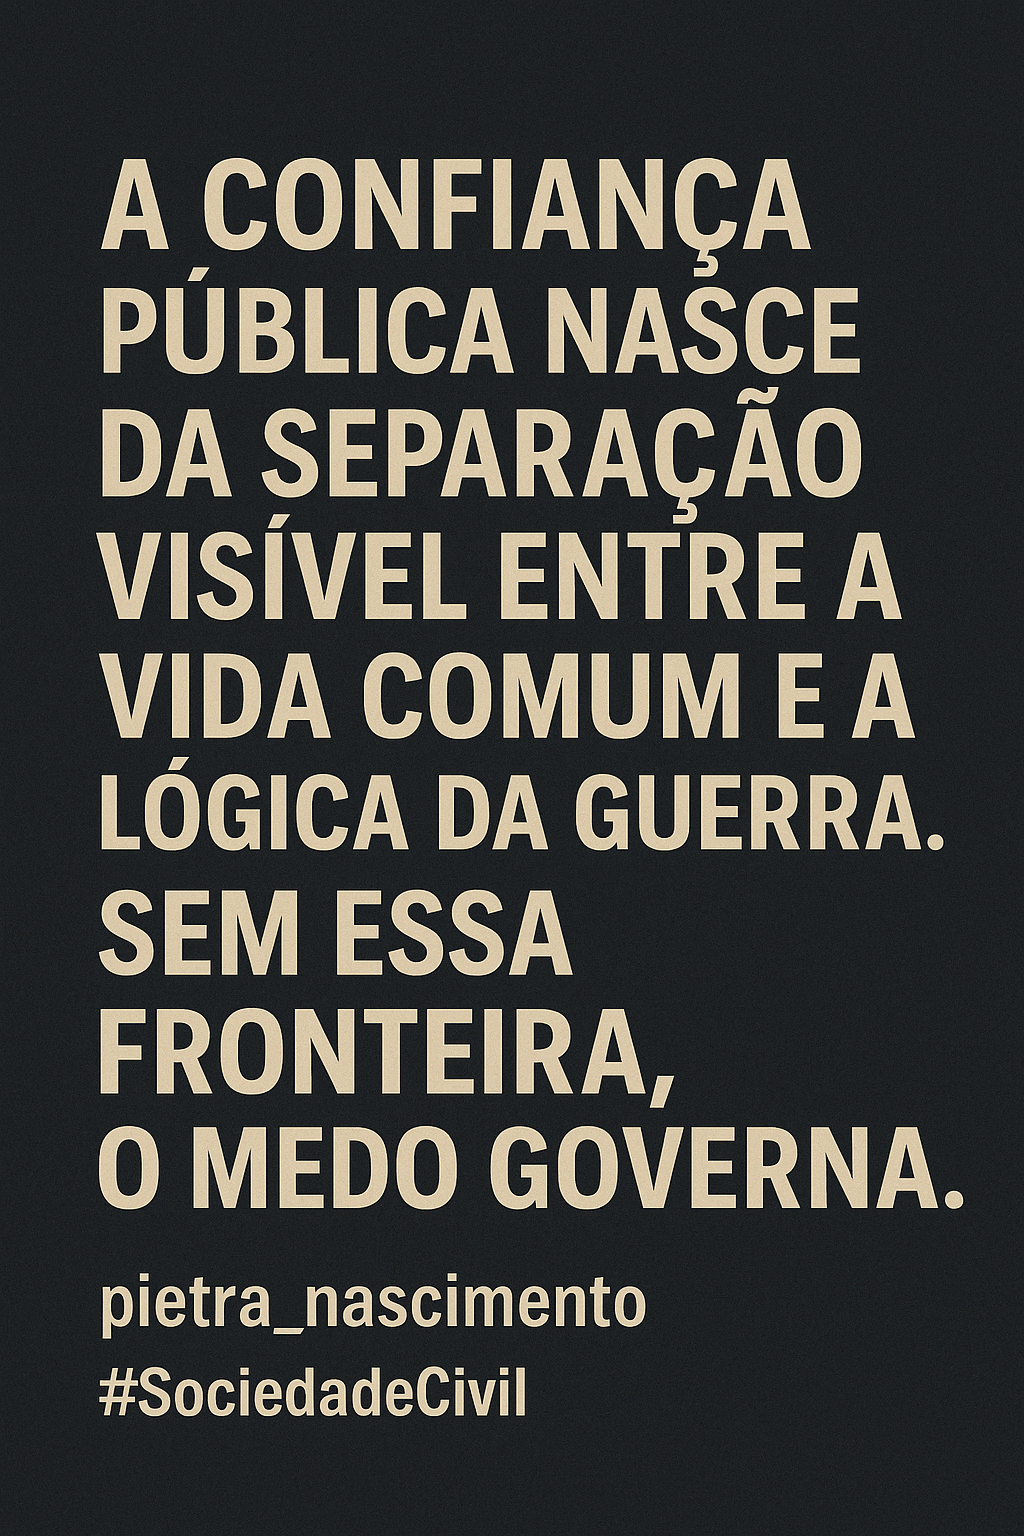 A CONFIANÇA
PÚBLICA NASCE
DA SEPARAÇÃO
VISÍVEL ENTRE A
VIDA COMUM E A
LÓGICA DA GUERRA.
SEM ESSA
FRONTEIRA,
O MEDO GOVERNA.
pietra_nascimento
#SociedadeCivil